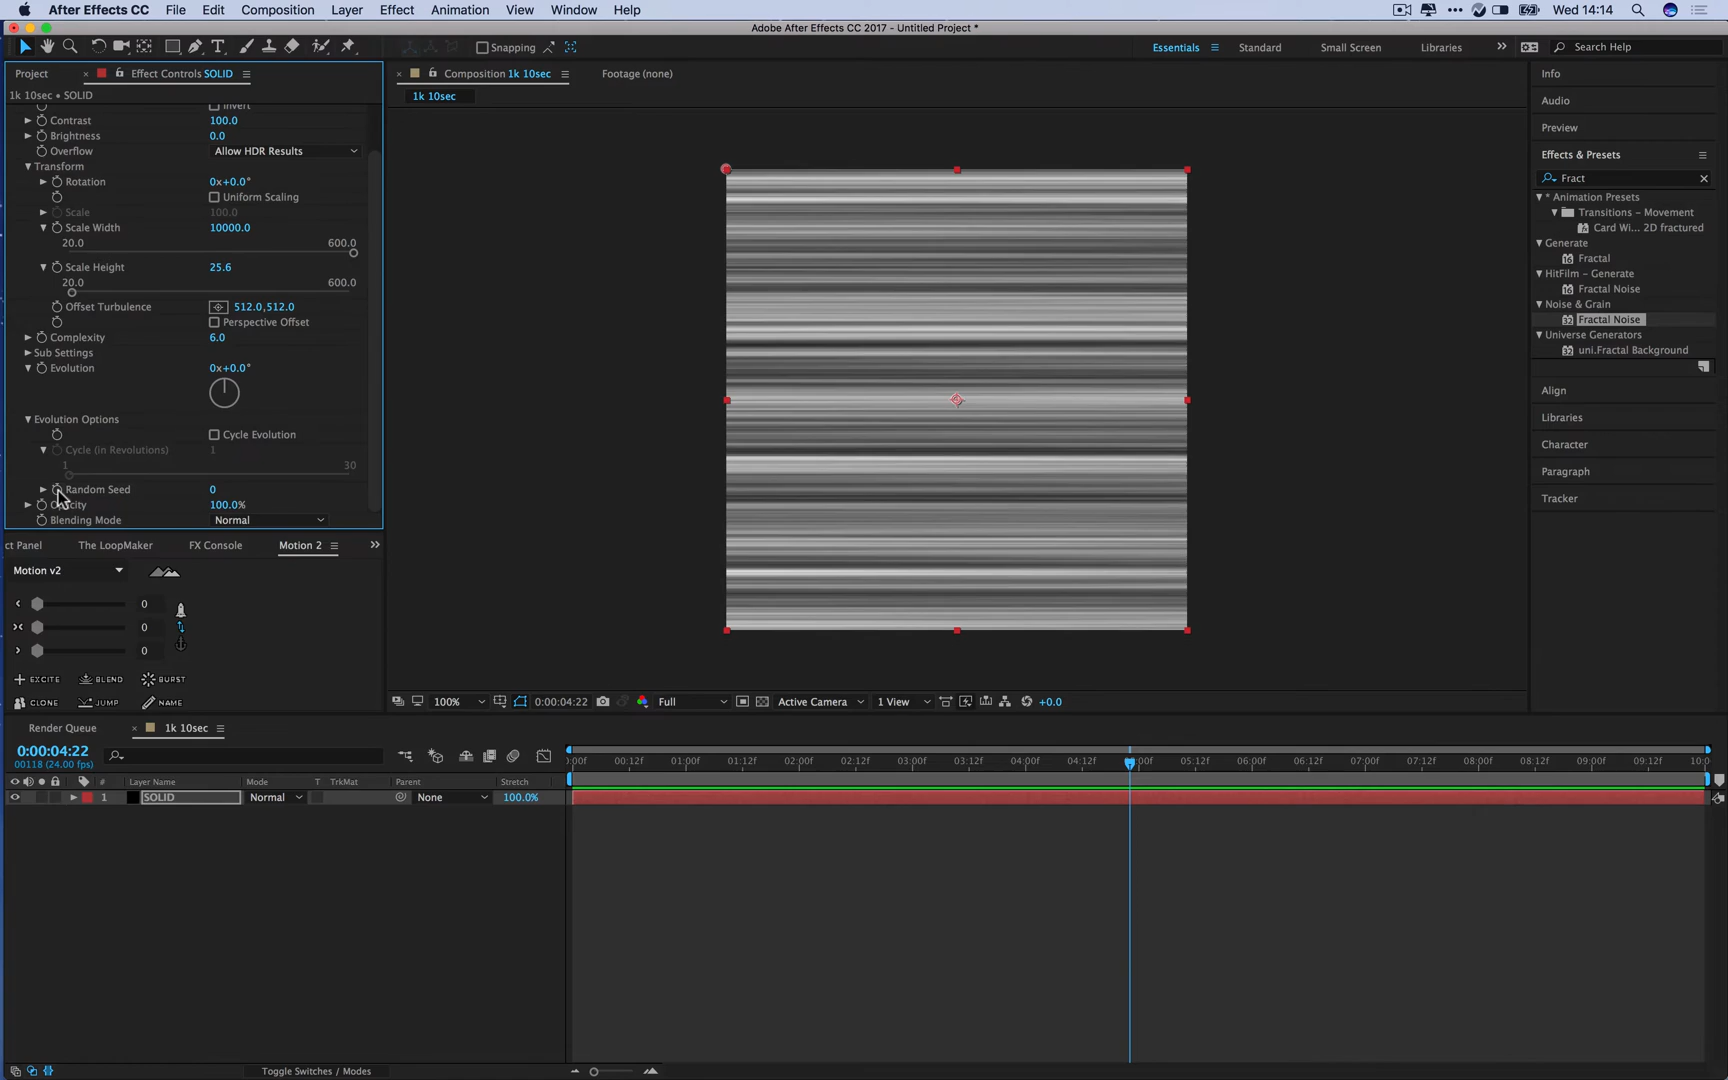 After Effects CC File Edit Composition Layer Effect Animation View Window Help Wed 14:14
Adobe After Effects CC 2017 - Untitled Project *
Snapping Essentials Standard Small Screen Libraries Search Help
Project Effect Controls SOLID Composition 1k 10sec Footage (none) Info
1k 10sec • SOLID 1k 10sec
Invert Audio
Contrast 100.0
Brightness 0.0 Preview
Overflow Allow HDR Results Effects & Presets
Transform
Rotation 0x+0.0° Fract
Uniform Scaling * Animation Presets
Scale 100.0 Transitions – Movement
Scale Width 10000.0 Card Wi... 2D fractured
20.0 600.0 Generate
Scale Height 25.6 Fractal
20.0 600.0 HitFilm – Generate
Fractal Noise
Offset Turbulence 512.0,512.0 Noise & Grain
Perspective Offset Fractal Noise
Complexity 6.0 Universe Generators
Sub Settings uni.Fractal Background
Evolution 0x+0.0°
Align
Evolution Options Libraries
Cycle Evolution Character
Cycle (in Revolutions) 1
1 30 Paragraph
Random Seed 0 Tracker
Opacity 100.0%
Blending Mode Normal
ct Panel The LoopMaker FX Console Motion 2
Motion v2
0
0
0
EXCITE BLEND BURST
CLONE JUMP NAME
100% 0:00:04:22 Full Active Camera 1 View +0.0
Render Queue 1k 10sec
0:00:04:22
00118 (24.00 fps) :00f 00:12f 01:00f 01:12f 02:00f 02:12f 03:00f 03:12f 04:00f 04:12f :00f 05:12f 06:00f 06:12f 07:00f 07:12f 08:00f 08:12f 09:00f 09:12f 10:0
# Layer Name Mode T TrkMat Parent Stretch
1 SOLID Normal None 100.0%
Toggle Switches / Modes